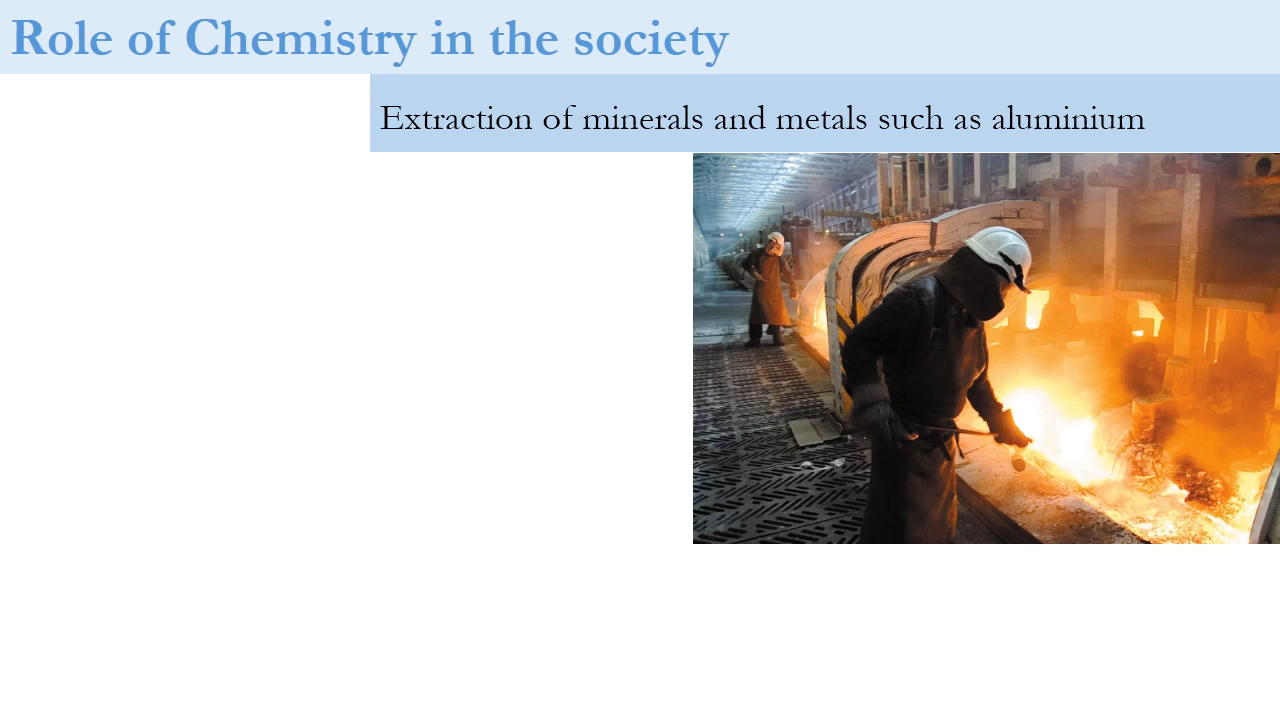 Role of Chemistry in the society
Extraction of minerals and metals such as aluminium